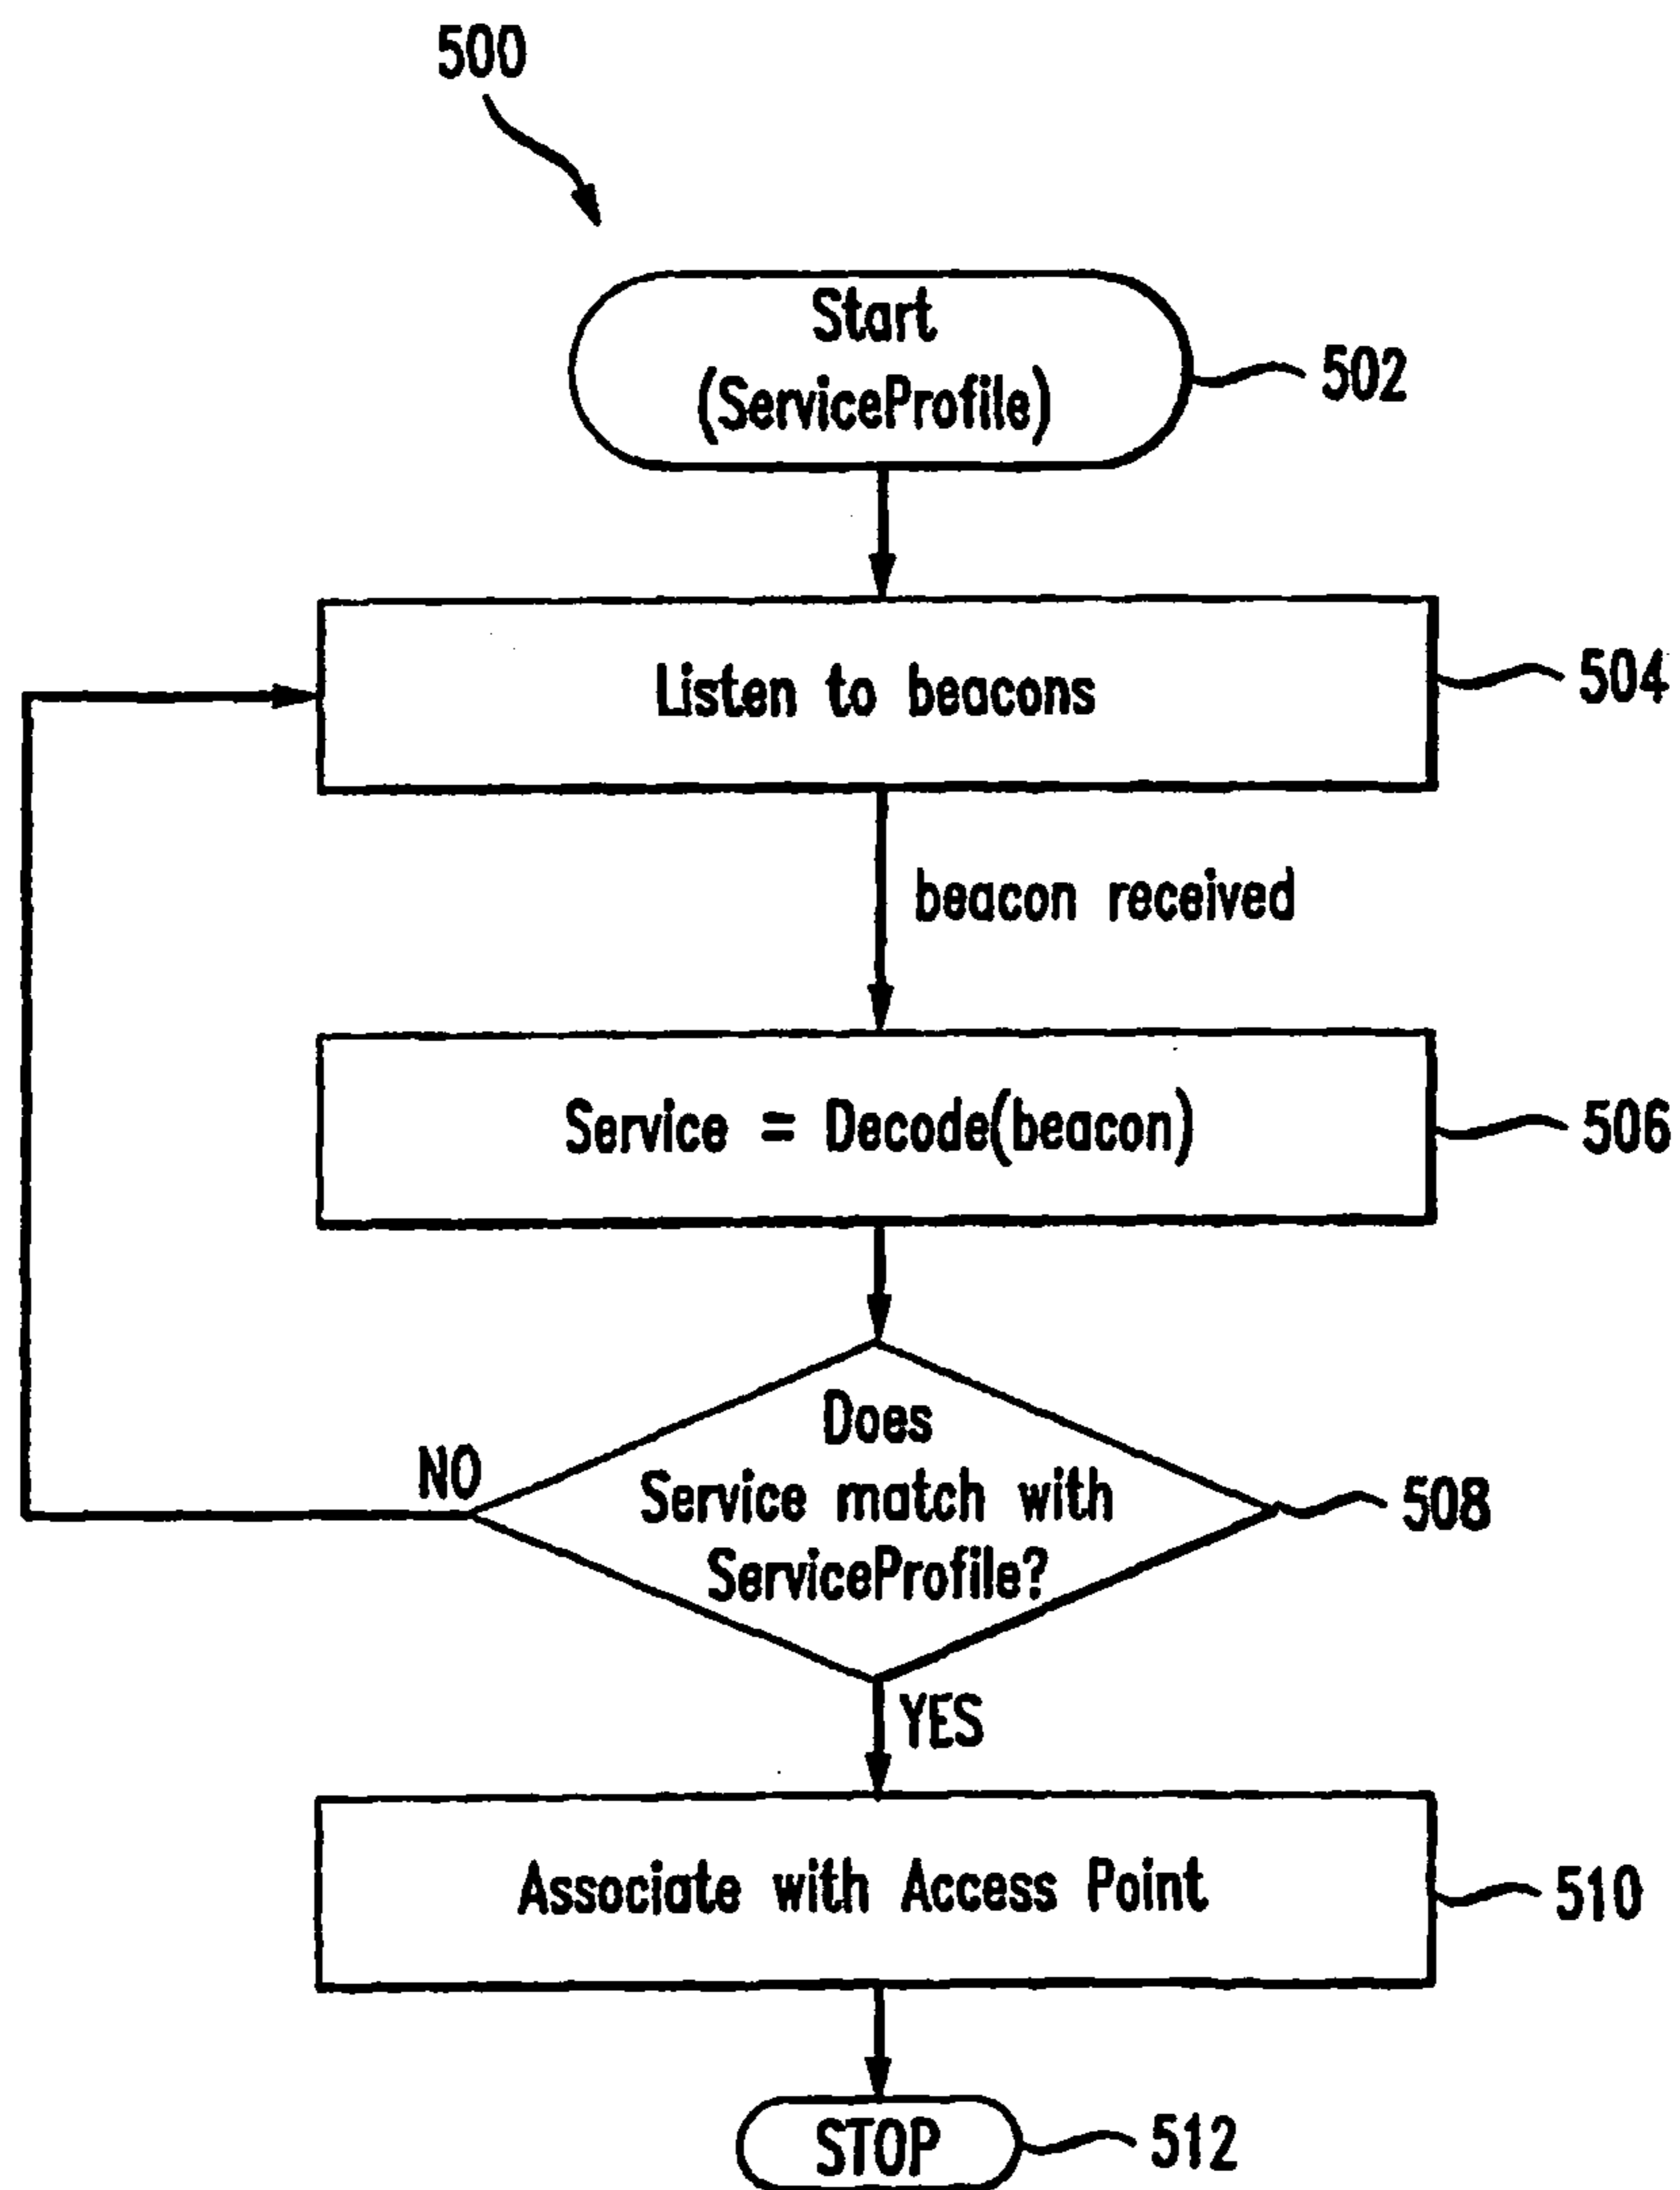 500
Start
(ServiceProfile)
502
Listen to beacons
504
beacon received
Service = Decode(beacon)
506
Does
Service match with
ServiceProfile?
NO
508
YES
Associate with Access Point
510
STOP
512